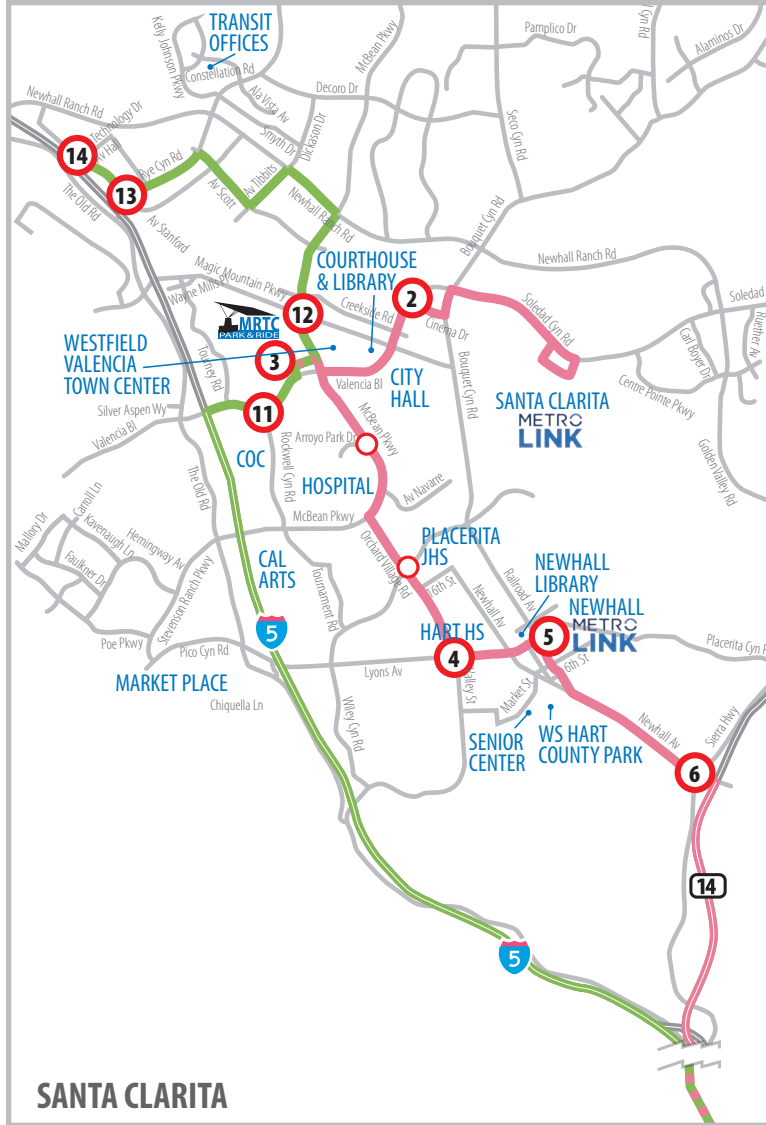 TRANSIT
OFFICES
Kelly Johnson Pkwy
Constellation Rd
McBean Pkwy
Pamplico Dr
Alaminos Dr
Decoro Dr
Ala Vista Av
Newhall Ranch Rd
Technology Dr
Av Hall
Smyth Dr
Dickason Dr
Seco Cyn Rd
14
13
Rye Cyn Rd
Av Scott
Av Tibbits
Newhall Ranch Rd
The Old Rd
Av Stanford
Bouquet Cyn Rd
Newhall Ranch Rd
COURTHOUSE
& LIBRARY
Magic Mountain Pkwy
Wayne Mills Pl
2
Creekside Rd
Cinema Dr
Soledad Cyn Rd
Soledad
Ruether Av
Carl Boyer Dr
12
MRTC
PARK & RIDE
WESTFIELD
VALENCIA
TOWN CENTER
3
Valencia Bl
CITY
HALL
Bouquet Cyn Rd
Centre Pointe Pkwy
SANTA CLARITA
METRO
LINK
Tourney Rd
Silver Aspen Wy
Valencia Bl
11
McBean Pkwy
Arroyo Park Dr
Golden Valley Rd
COC
Rockwell Cyn Rd
HOSPITAL
The Old Rd
Av Navarre
McBean Pkwy
Mallory Dr
Carroll Ln
Kavenaugh Ln
Hemingway Av
Faulkner Dr
Stevenson Ranch Pkwy
CAL
ARTS
Orchard Village Rd
PLACERITA
JHS
Tournament Rd
16th St
Newhall Av
Railroad Av
NEWHALL
LIBRARY
NEWHALL
METRO
LINK
5
Poe Pkwy
Pico Cyn Rd
HART HS
4
5
6th St
Placerita Cyn
Lyons Av
MARKET PLACE
Chiquella Ln
Valley St
Market St
Wiley Cyn Rd
SENIOR
CENTER
WS HART
COUNTY PARK
Newhall Av
Sierra Hwy
6
14
5
SANTA CLARITA